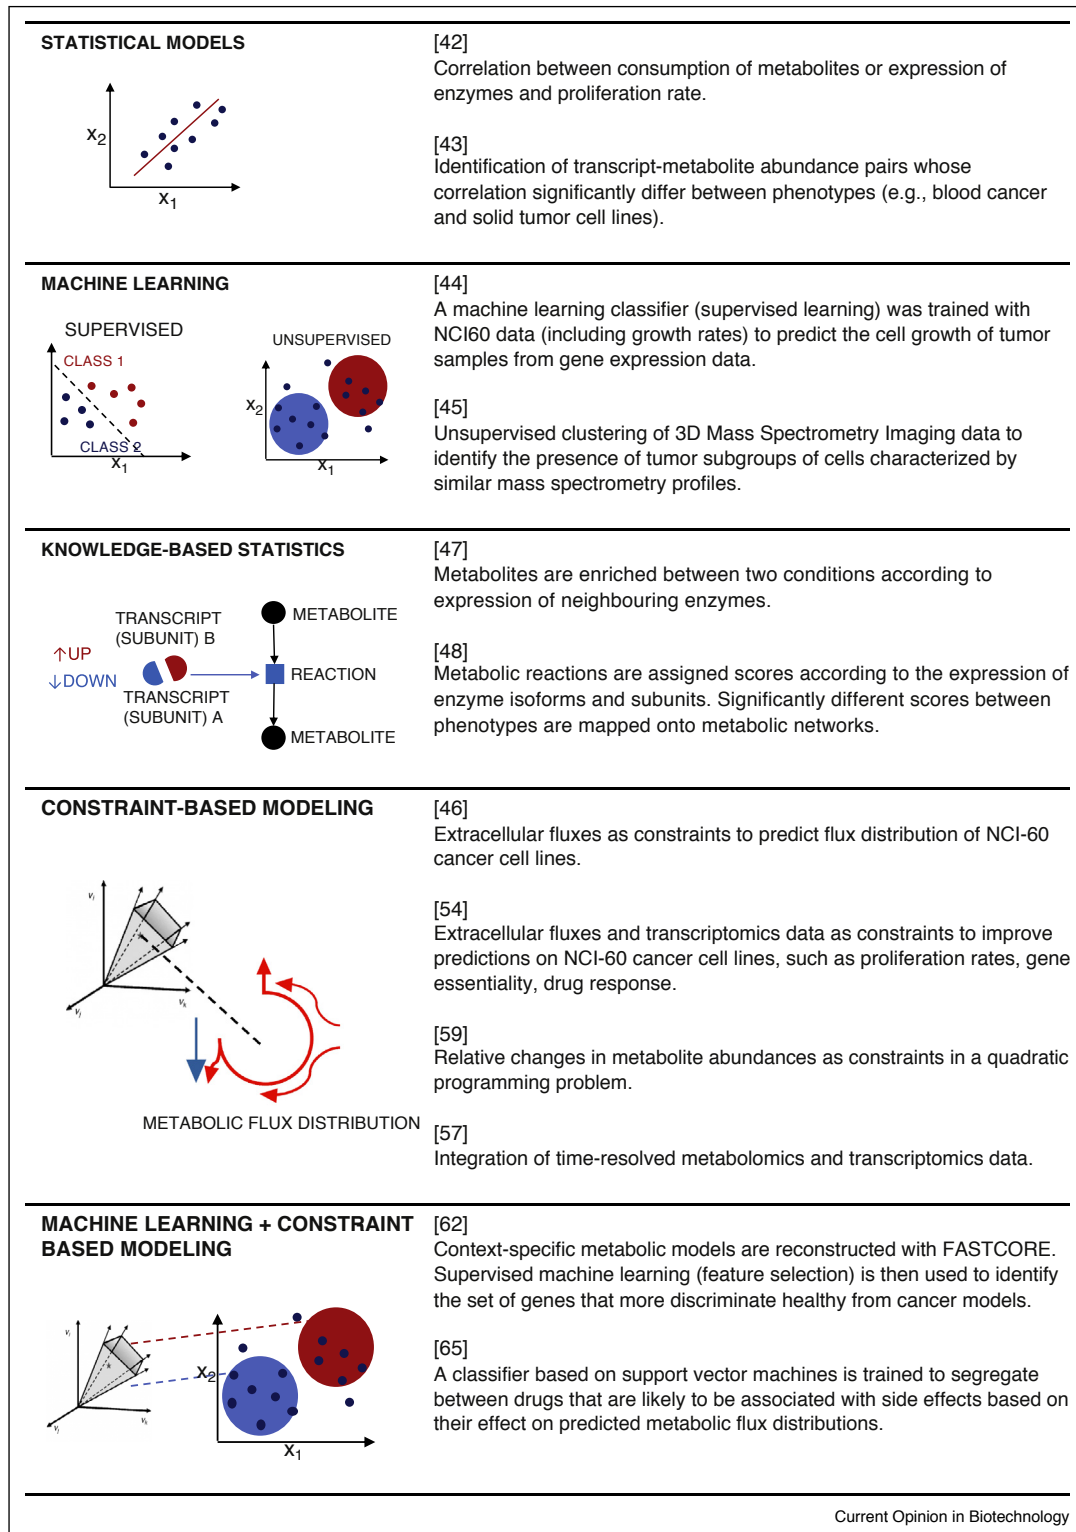 STATISTICAL MODELS
X2
X1
[42]
Correlation between consumption of metabolites or expression of
enzymes and proliferation rate.
[43]
Identification of transcript-metabolite abundance pairs whose
correlation significantly differ between phenotypes (e.g., blood cancer
and solid tumor cell lines).
MACHINE LEARNING
SUPERVISED
CLASS 1
CLASS 2
X1
UNSUPERVISED
X2
X1
[44]
A machine learning classifier (supervised learning) was trained with
NCI60 data (including growth rates) to predict the cell growth of tumor
samples from gene expression data.
[45]
Unsupervised clustering of 3D Mass Spectrometry Imaging data to
identify the presence of tumor subgroups of cells characterized by
similar mass spectrometry profiles.
KNOWLEDGE-BASED STATISTICS
↑UP
↓DOWN
TRANSCRIPT
(SUBUNIT) B
TRANSCRIPT
(SUBUNIT) A
METABOLITE
REACTION
METABOLITE
[47]
Metabolites are enriched between two conditions according to
expression of neighbouring enzymes.
[48]
Metabolic reactions are assigned scores according to the expression of
enzyme isoforms and subunits. Significantly different scores between
phenotypes are mapped onto metabolic networks.
CONSTRAINT-BASED MODELING
vi
vk
vj
METABOLIC FLUX DISTRIBUTION
[46]
Extracellular fluxes as constraints to predict flux distribution of NCI-60
cancer cell lines.
[54]
Extracellular fluxes and transcriptomics data as constraints to improve
predictions on NCI-60 cancer cell lines, such as proliferation rates, gene
essentiality, drug response.
[59]
Relative changes in metabolite abundances as constraints in a quadratic
programming problem.
[57]
Integration of time-resolved metabolomics and transcriptomics data.
MACHINE LEARNING + CONSTRAINT
BASED MODELING
vi
vk
vj
X2
X1
[62]
Context-specific metabolic models are reconstructed with FASTCORE.
Supervised machine learning (feature selection) is then used to identify
the set of genes that more discriminate healthy from cancer models.
[65]
A classifier based on support vector machines is trained to segregate
between drugs that are likely to be associated with side effects based on
their effect on predicted metabolic flux distributions.
Current Opinion in Biotechnology